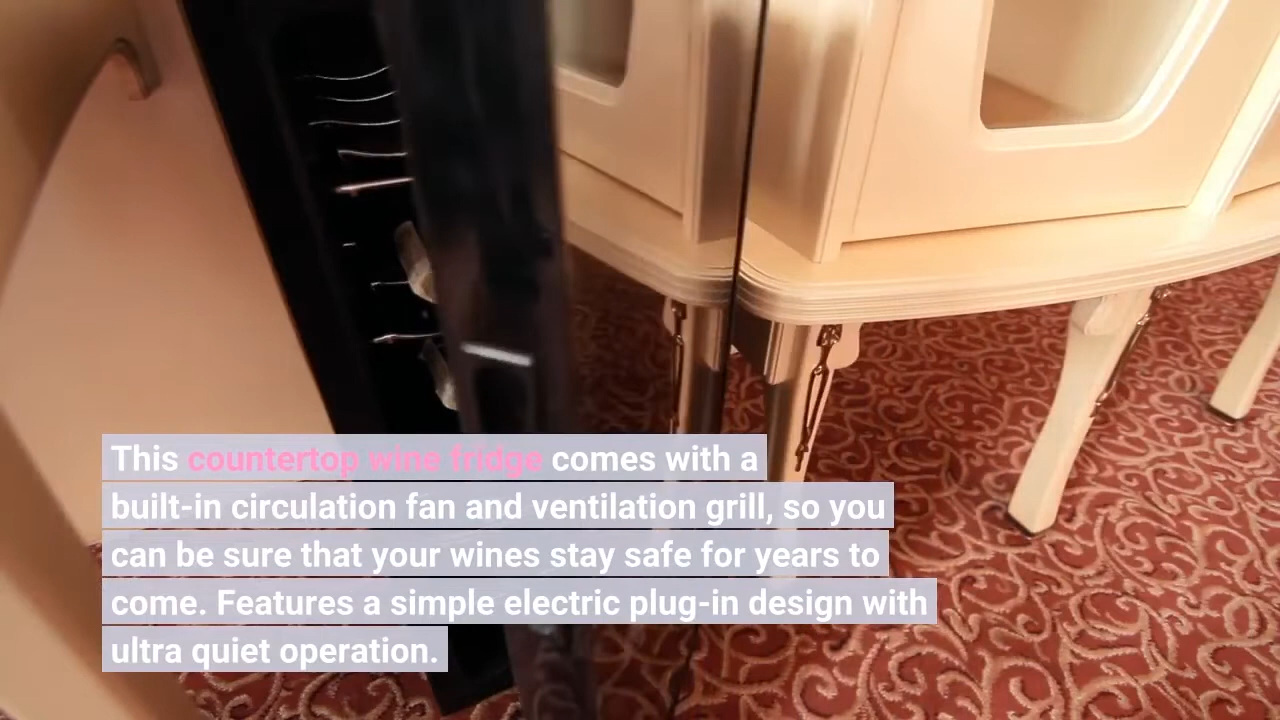 This countertop wine fridge comes with a
built-in circulation fan and ventilation grill, so you
can be sure that your wines stay safe for years to
come. Features a simple electric plug-in design with
ultra quiet operation.